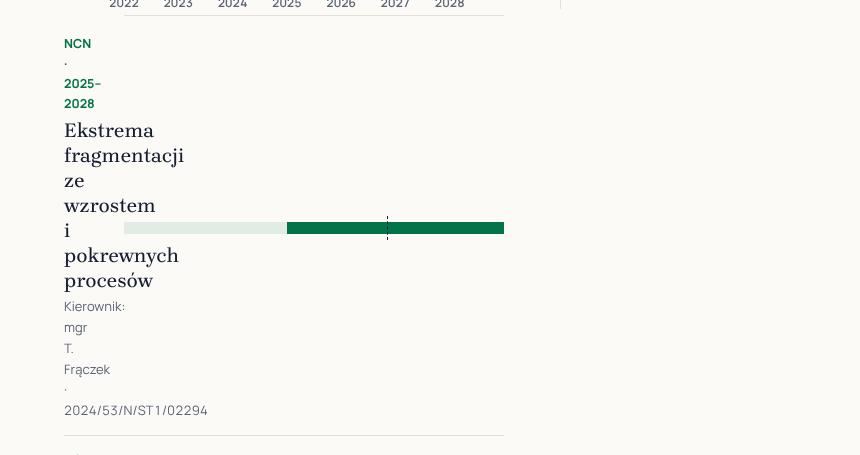 2022 2023 2024 2025 2026 2027 2028
NCN
·
2025–
2028
Ekstrema
fragmentacji
ze
wzrostem
i
pokrewnych
procesów
Kierownik:
mgr
T.
Frączek
·
2024/53/N/ST1/02294